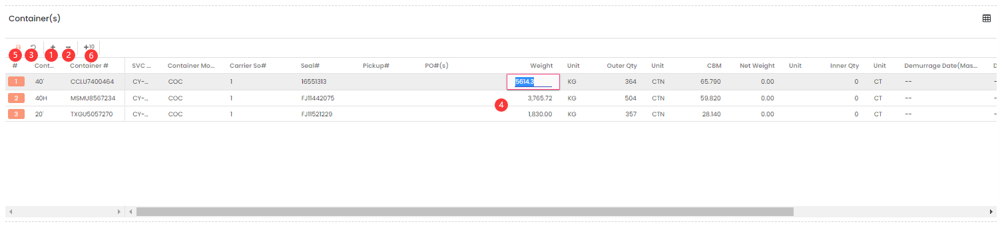 Container(s)
+10
5 3 1 2 6
# Cont... Container # SVC ... Container Mo... Carrier So# Seal# Pickup# PO#(s) Weight Unit Outer Qty Unit CBM Net Weight Unit Inner Qty Unit Demurrage Date(Mas... D
1 40' CCLU7400464 CY-... COC 1 16551313 5614.3 KG 364 CTN 65.790 0.00 0 CT --
2 40H MSMU8567234 CY-... COC 1 FJ11442075 3,765.72 KG 504 CTN 59.820 0.00 0 CT -- --
4
3 20' TXGU5057270 CY-... COC 1 FJ11521229 1,830.00 KG 357 CTN 28.140 0.00 0 CT -- --